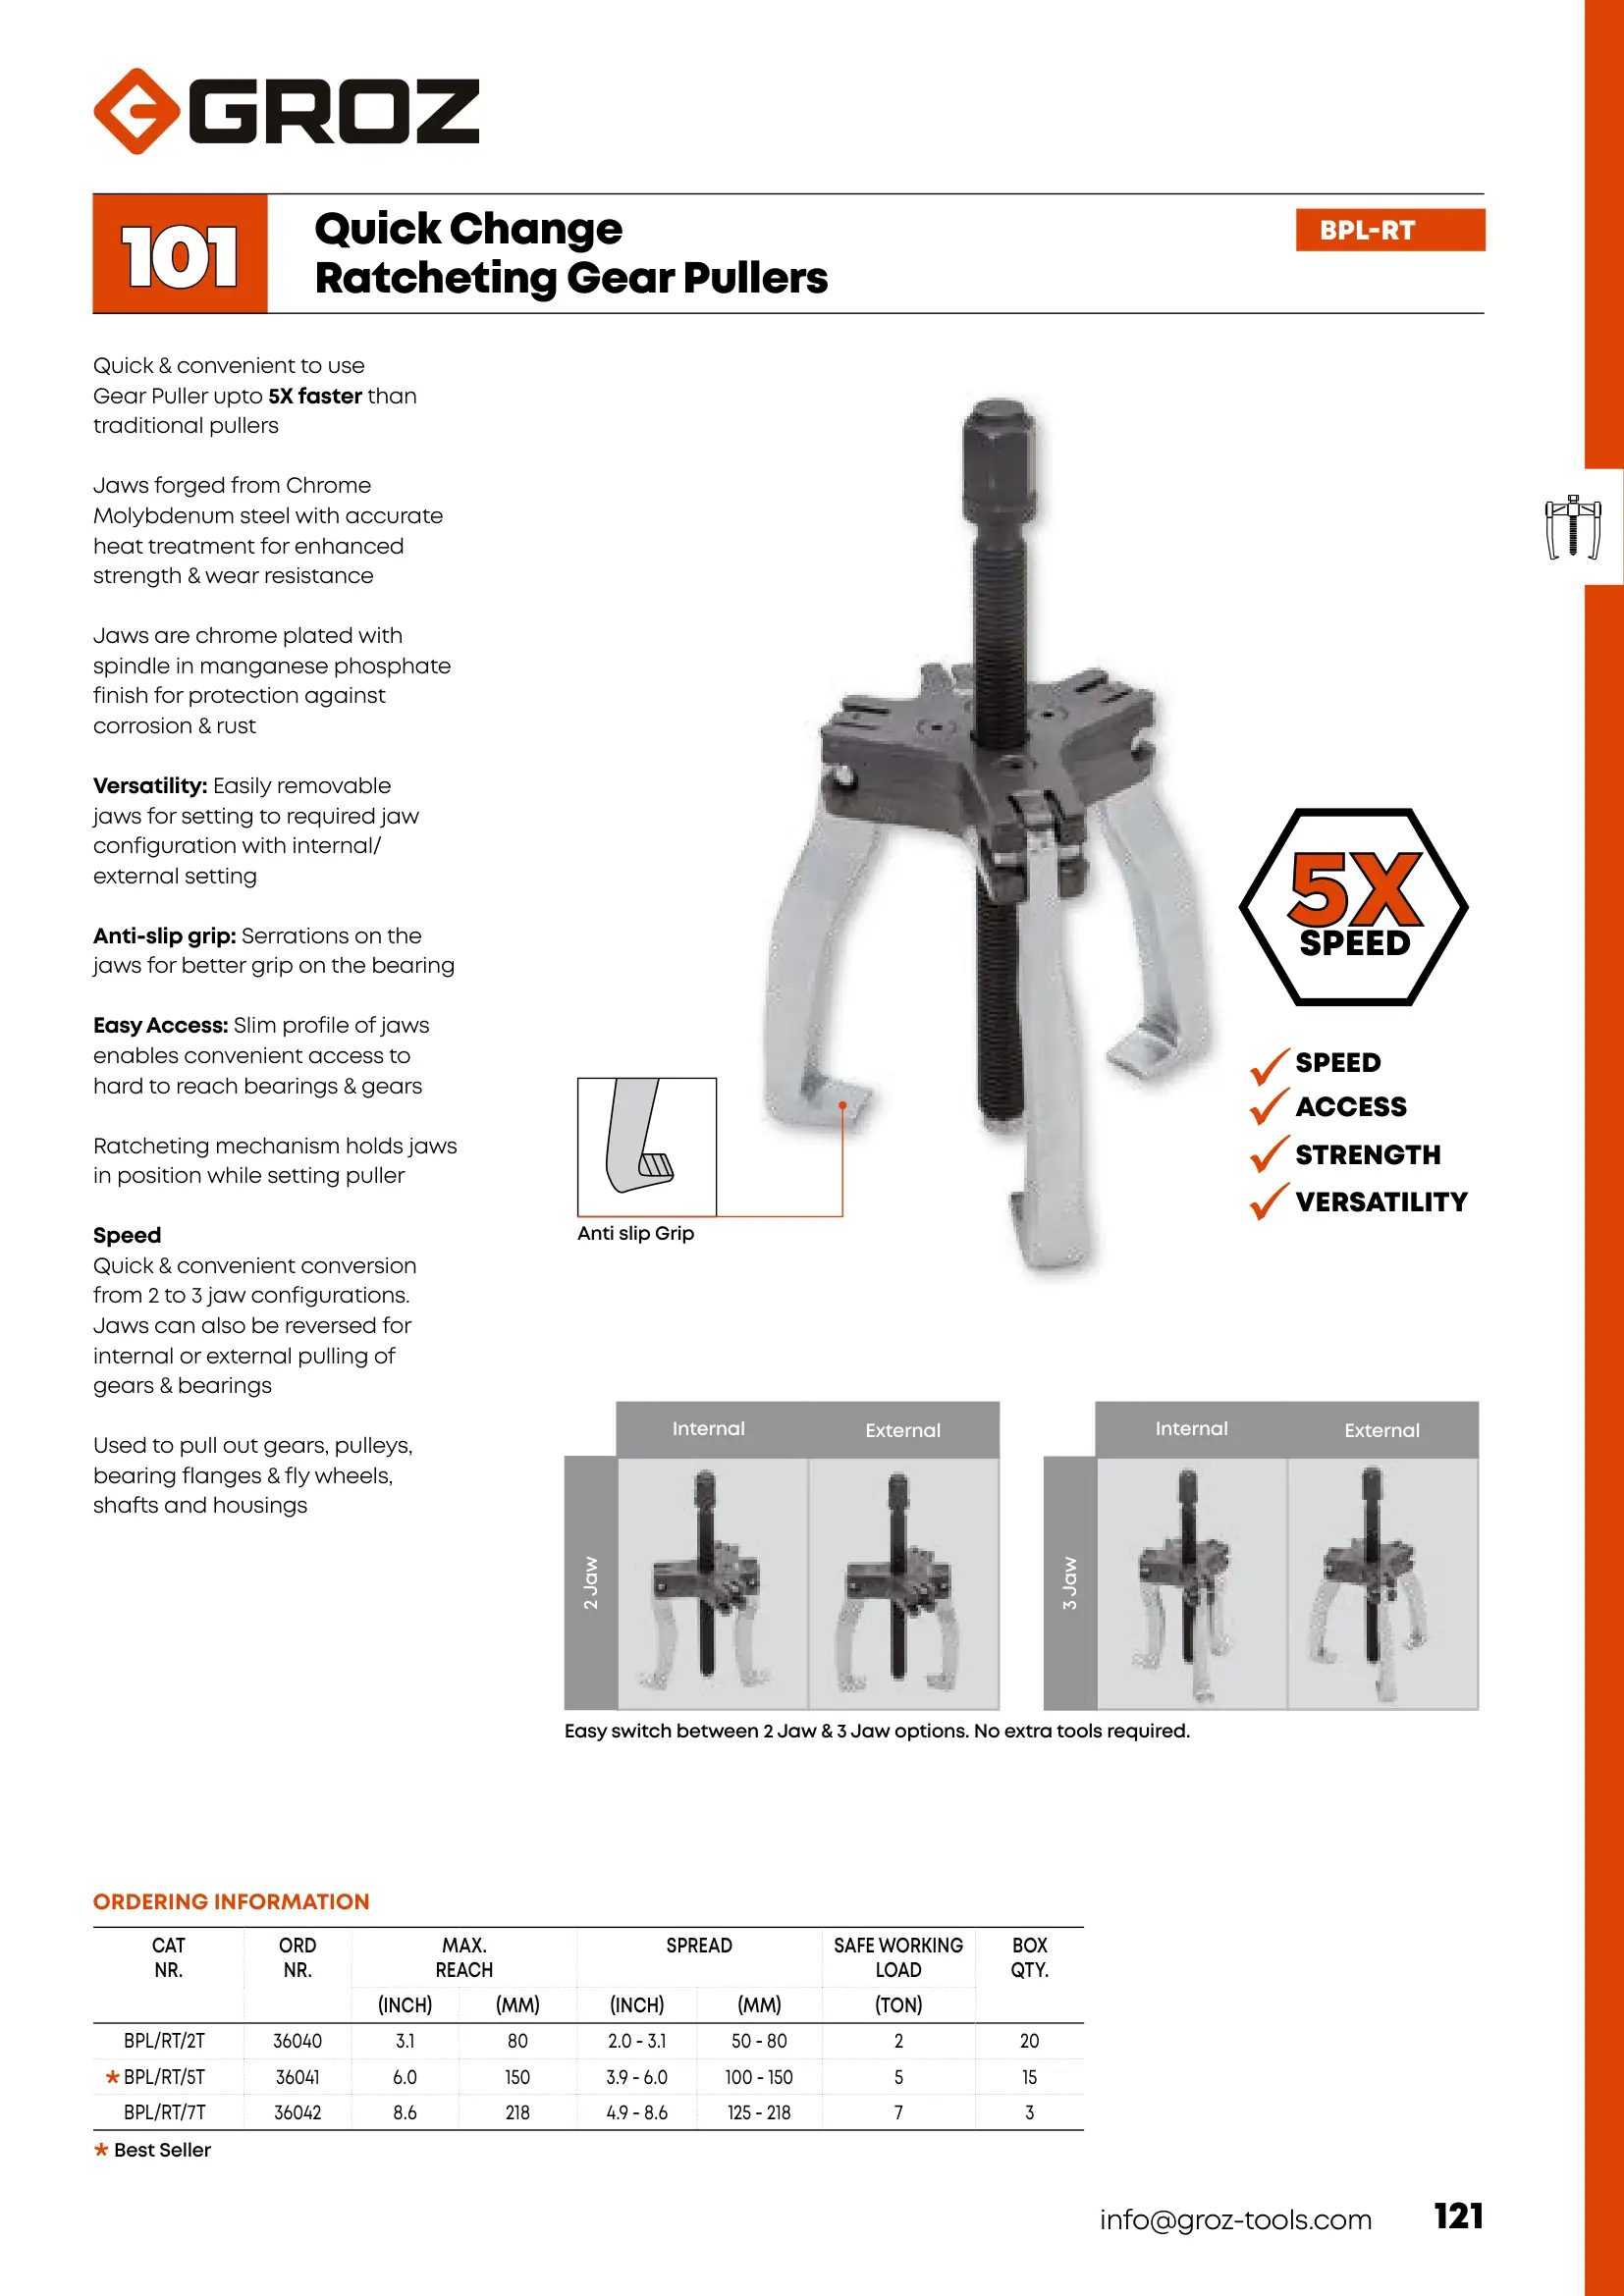 GROZ
101
Quick Change
Ratcheting Gear Pullers
BPL-RT
Quick & convenient to use
Gear Puller upto 5X faster than
traditional pullers
Jaws forged from Chrome
Molybdenum steel with accurate
heat treatment for enhanced
strength & wear resistance
Jaws are chrome plated with
spindle in manganese phosphate
finish for protection against
corrosion & rust
Versatility: Easily removable
jaws for setting to required jaw
configuration with internal/
external setting
Anti-slip grip: Serrations on the
jaws for better grip on the bearing
Easy Access: Slim profile of jaws
enables convenient access to
hard to reach bearings & gears
Ratcheting mechanism holds jaws
in position while setting puller
Speed
Quick & convenient conversion
from 2 to 3 jaw configurations.
Jaws can also be reversed for
internal or external pulling of
gears & bearings
Used to pull out gears, pulleys,
bearing flanges & fly wheels,
shafts and housings
Anti slip Grip
5X
SPEED
SPEED
ACCESS
STRENGTH
VERSATILITY
Internal External
2 Jaw
Internal External
3 Jaw
Easy switch between 2 Jaw & 3 Jaw options. No extra tools required.
ORDERING INFORMATION
CAT ORD MAX. SPREAD SAFE WORKING BOX
NR. NR. REACH LOAD QTY.
(INCH) (MM) (INCH) (MM) (TON)
BPL/RT/2T 36040 3.1 80 2.0 - 3.1 50 - 80 2 20
* BPL/RT/5T 36041 6.0 150 3.9 - 6.0 100 - 150 5 15
BPL/RT/7T 36042 8.6 218 4.9 - 8.6 125 - 218 7 3
* Best Seller
info@groz-tools.com 121